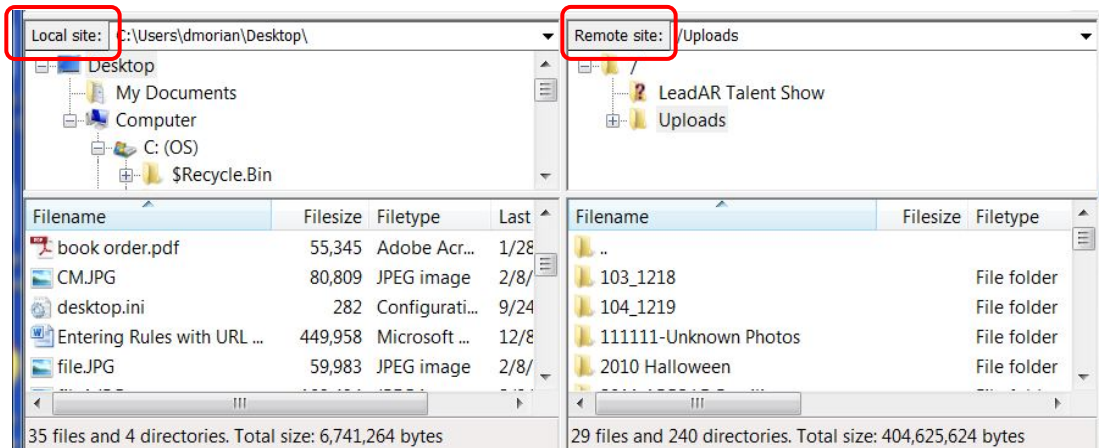 Local site: C:\Users\dmorian\Desktop\
Desktop
My Documents
Computer
C: (OS)
$Recycle.Bin
Filename Filesize Filetype Last
book order.pdf 55,345 Adobe Acr... 1/28
CM.JPG 80,809 JPEG image 2/8/
desktop.ini 282 Configurati... 9/24
Entering Rules with URL ... 449,958 Microsoft ... 12/8
file.JPG 59,983 JPEG image 2/8/
35 files and 4 directories. Total size: 6,741,264 bytes
Remote site: /Uploads
/
LeadAR Talent Show
Uploads
Filename Filesize Filetype
..
103_1218 File folder
104_1219 File folder
111111-Unknown Photos File folder
2010 Halloween File folder
29 files and 240 directories. Total size: 404,625,624 bytes